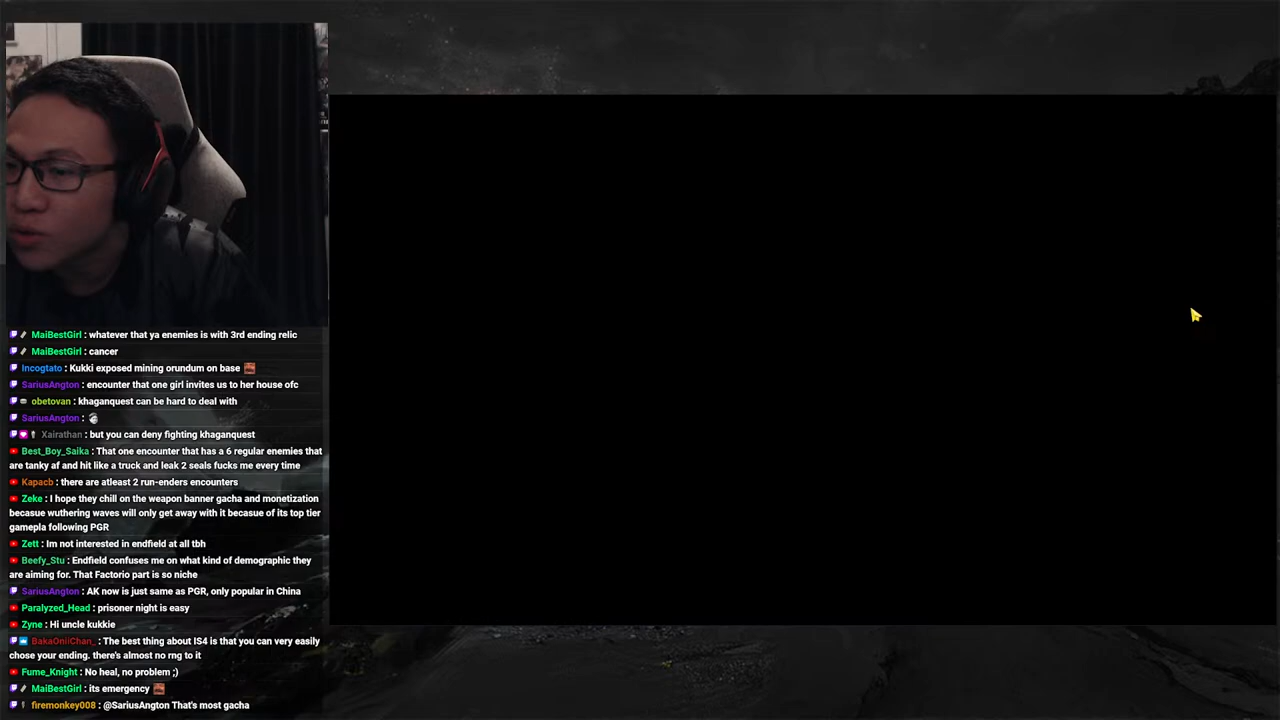 MaiBestGirl : whatever that ya enemies is with 3rd ending relic
MaiBestGirl : cancer
Incogtato : Kukki exposed mining orundum on base
SariusAngton : encounter that one girl invites us to her house ofc
obetovan : khaganquest can be hard to deal with
SariusAngton :
Xairathan : but you can deny fighting khaganquest
Best_Boy_Saika : That one encounter that has a 6 regular enemies that
are tanky af and hit like a truck and leak 2 seals fucks me every time
Kapacb : there are atleast 2 run-enders encounters
Zeke : I hope they chill on the weapon banner gacha and monetization
becasue wuthering waves will only get away with it becasue of its top tier
gamepla following PGR
Zett : Im not interested in endfield at all tbh
Beefy_Stu : Endfield confuses me on what kind of demographic they
are aiming for. That Factorio part is so niche
SariusAngton : AK now is just same as PGR, only popular in China
Paralyzed_Head : prisoner night is easy
Zyne : Hi uncle kukkie
BakaOniiChan_ : The best thing about IS4 is that you can very easily
chose your ending. there's almost no rng to it
Fume_Knight : No heal, no problem ;)
MaiBestGirl : its emergency
firemonkey008 : @SariusAngton That's most gacha